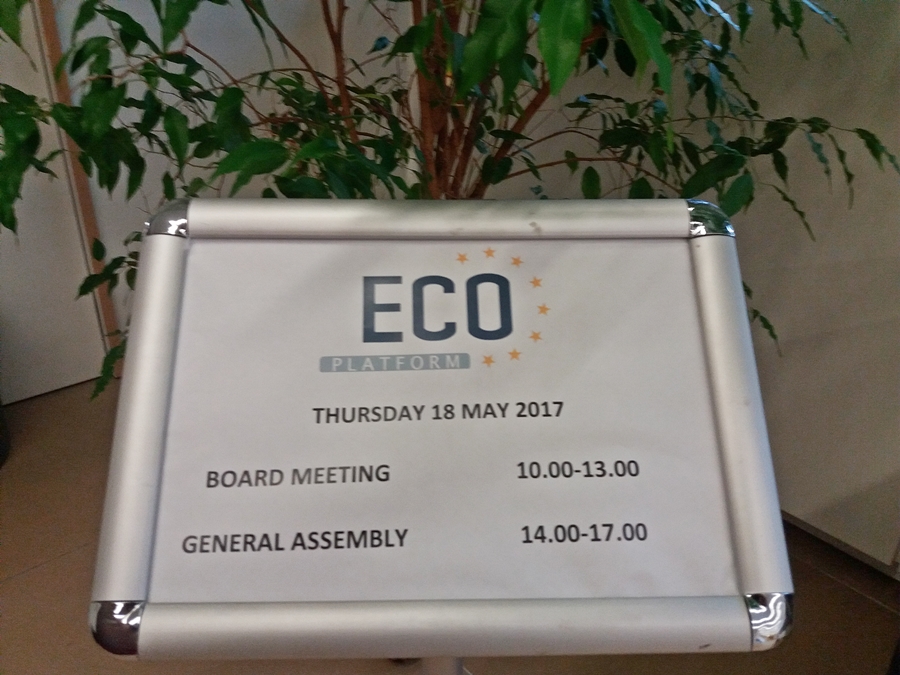 ECO
PLATFORM
THURSDAY 18 MAY 2017
BOARD MEETING 10.00-13.00
GENERAL ASSEMBLY 14.00-17.00